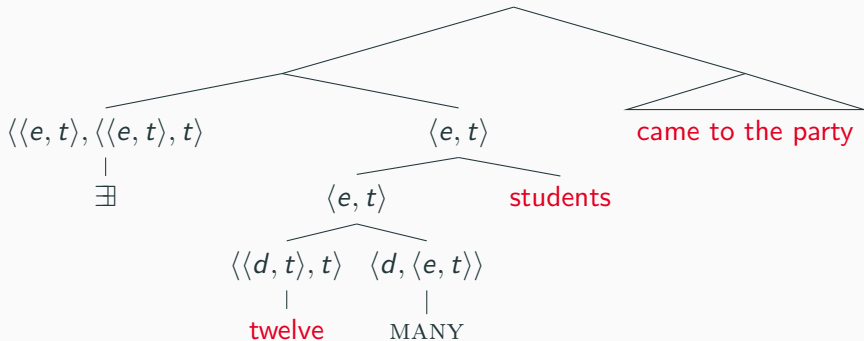 ⟨⟨e, t⟩, ⟨⟨e, t⟩, t⟩ ⟨e, t⟩ came to the party
∃ ⟨e, t⟩ students
⟨⟨d, t⟩, t⟩ ⟨d, ⟨e, t⟩⟩
twelve MANY